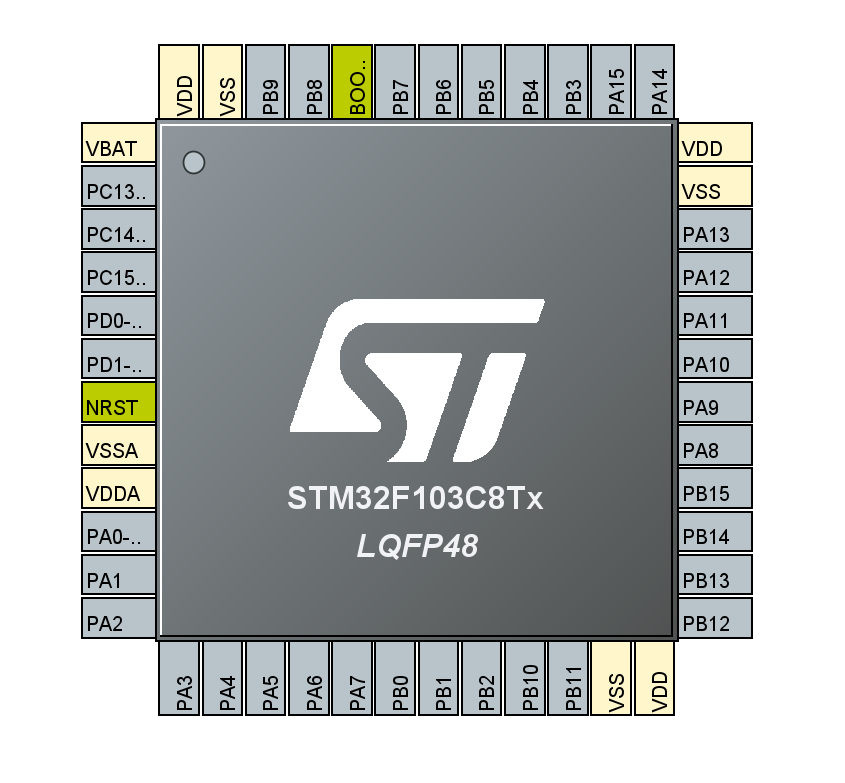 VDD
VSS
PB9
PB8
BOO..
PB7
PB6
PB5
PB4
PB3
PA15
PA14
VBAT
PC13..
PC14..
PC15..
PD0-..
PD1-..
NRST
VSSA
VDDA
PA0-..
PA1
PA2
ST
STM32F103C8Tx
LQFP48
VDD
VSS
PA13
PA12
PA11
PA10
PA9
PA8
PB15
PB14
PB13
PB12
PA3
PA4
PA5
PA6
PA7
PB0
PB1
PB2
PB10
PB11
VSS
VDD